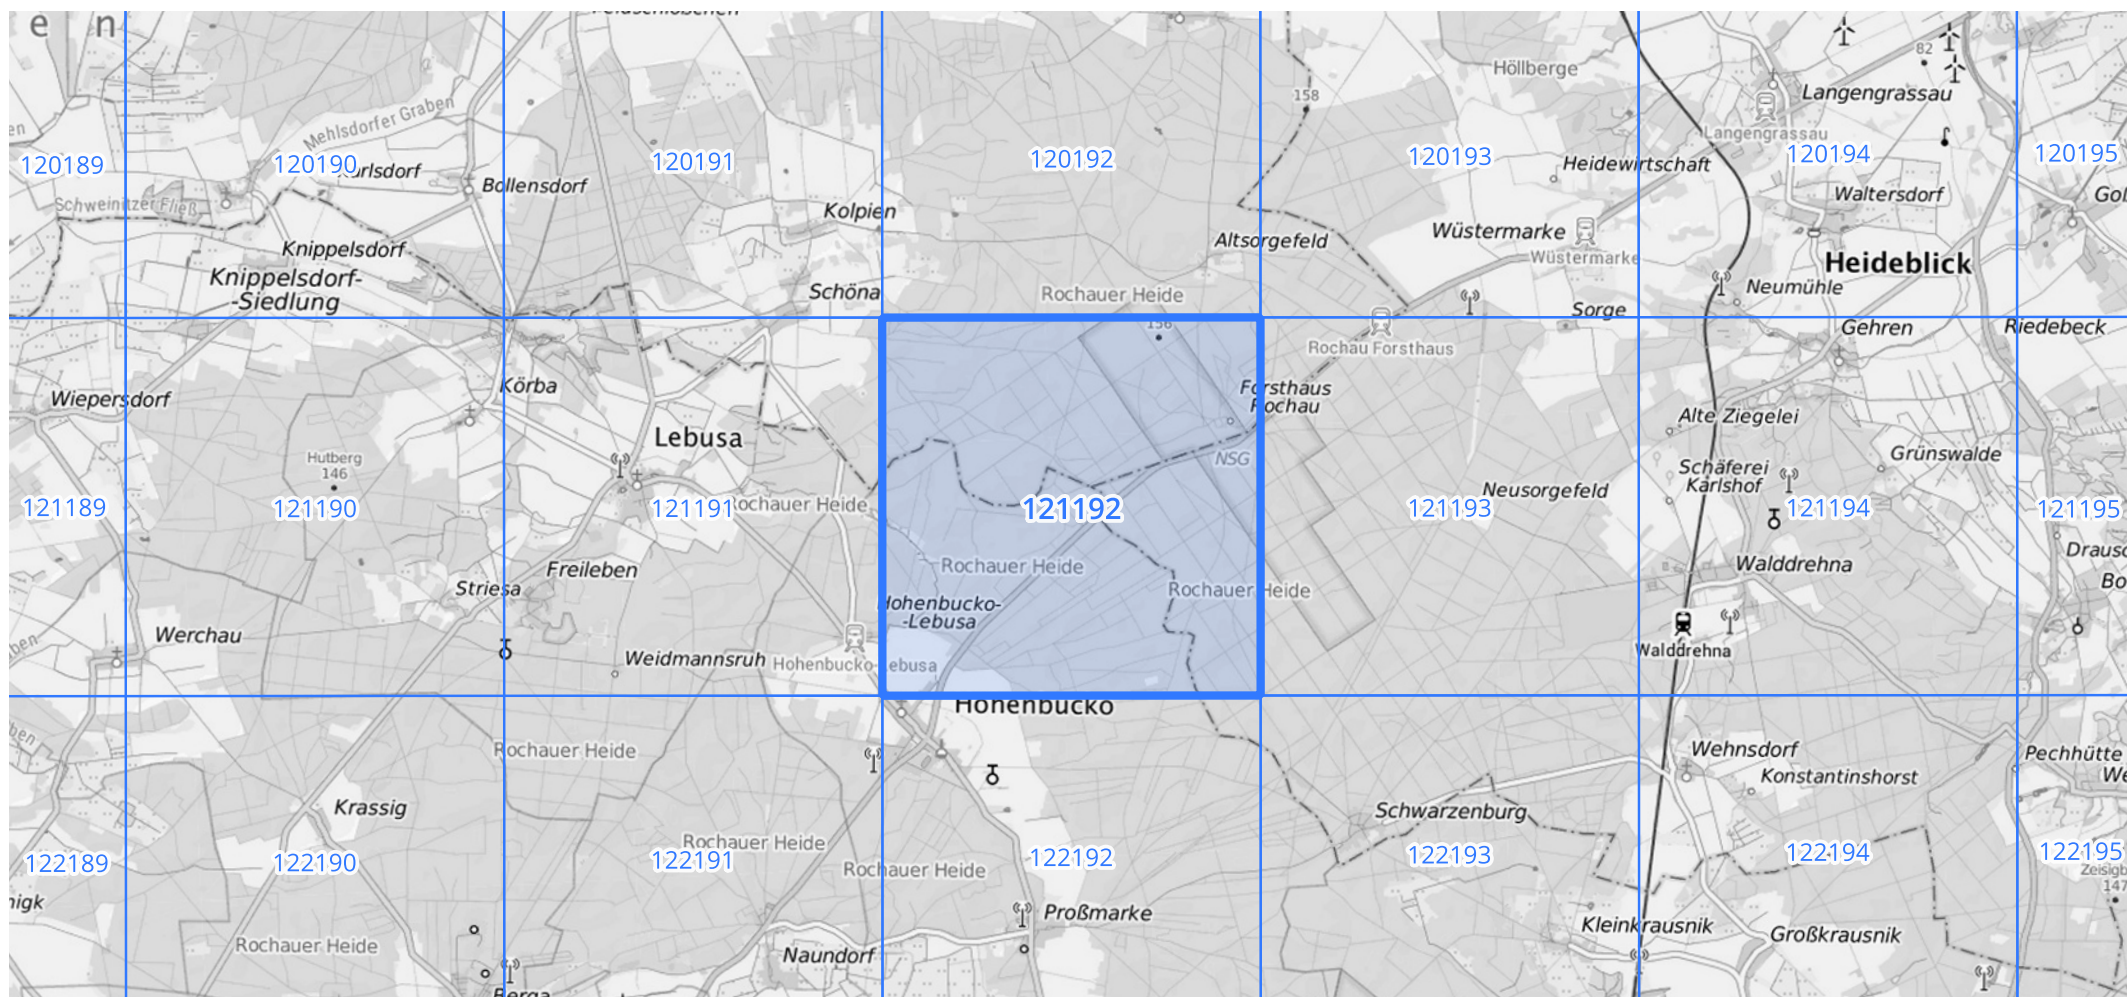 e n
82
Höllberge
Langengrassau
158
Mehlsdorfer Graben
Langengrassau
120189
120190
120191
120192
120193
120194
120195
Heidewirtschaft
Bollensdorf
Waltersdorf
Schweinitzer Fließ
Kolpien
Altsorgefeld
Wüstermarke
Knippelsdorf
Wüstermarke
Heideblick
Knippelsdorf-
-Siedlung
Schöna
Rochauer Heide
Neumühle
Sorge
156
Gehren
Riedebeck
Rochau Forsthaus
Wiepersdorf
Körba
Forsthaus
Rochau
Alte Ziegelei
Lebusa
NSG
Grünswalde
Hutberg
146
Schäferei
Karlshof
Neusorgefeld
Rochauer Heide
121189
121190
121191
121192
121193
121194
121195
Freileben
Rochauer Heide
Walddrehna
Striesa
Rochauer Heide
Hohenbucko-
-Lebusa
Werchau
Weidmannsruh
Hohenbucko-Lebusa
Walddrehna
Hohenbucko
Rochauer Heide
Wehnsdorf
Pechhütte
Konstantinshorst
Krassig
Schwarzenburg
Rochauer Heide
122189
122190
122191
122192
122193
122194
122195
Rochauer Heide
147
Proßmarke
Kleinkrausnik
Großkrausnik
Rochauer Heide
Naundorf
Berga